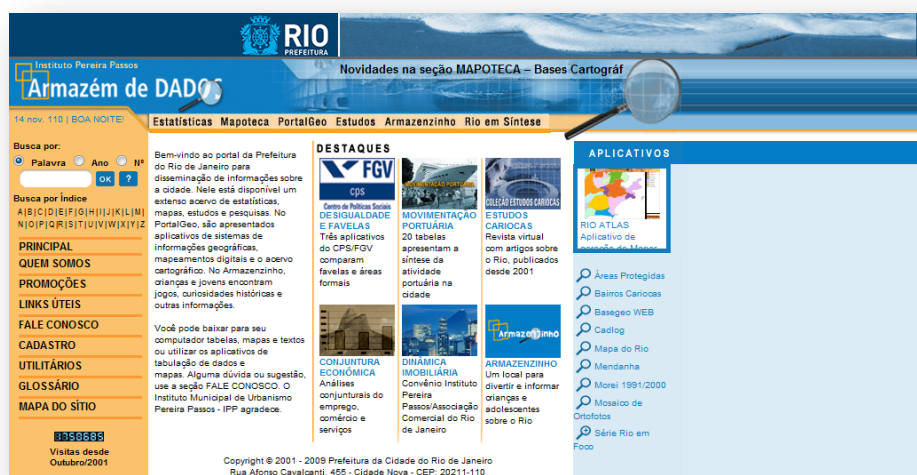 RIO
PREFEITURA
Instituto Pereira Passos
Armazém de DADOS
Novidades na seção MAPOTECA – Bases Cartográf
14 nov. 110 | BOA NOITE!
Estatísticas Mapoteca PortalGeo Estudos Armazenzinho Rio em Síntese
Busca por:
Palavra Ano Nº
OK ?
Busca por Índice
A|B|C|D|E|F|G|H|I|J|K|L|M|
N|O|P|Q|R|S|T|U|V|W|X|Y|Z
PRINCIPAL
QUEM SOMOS
PROMOÇÕES
LINKS ÚTEIS
FALE CONOSCO
CADASTRO
UTILITÁRIOS
GLOSSÁRIO
MAPA DO SÍTIO
Visitas desde
Outubro/2001
Bem-vindo ao portal da Prefeitura
do Rio de Janeiro para
disseminação de informações sobre
a cidade. Nele está disponível um
extenso acervo de estatísticas,
mapas, estudos e pesquisas. No
PortalGeo, são apresentados
aplicativos de sistemas de
informações geográficas,
mapeamentos digitais e o acervo
cartográfico. No Armazenzinho,
crianças e jovens encontram
jogos, curiosidades históricas e
outras informações.
Você pode baixar para seu
computador tabelas, mapas e textos
ou utilizar os aplicativos de
tabulação de dados e
mapas. Alguma dúvida ou sugestão,
use a seção FALE CONOSCO. O
Instituto Municipal de Urbanismo
Pereira Passos - IPP agradece.
DESTAQUES
FGV
cps
Centro de Políticas Sociais
DESIGUALDADE
E FAVELAS
Três aplicativos
do CPS/FGV
comparam
favelas e áreas
formais
MOVIMENTAÇÃO PORTUÁRIA
MOVIMENTAÇÃO
PORTUÁRIA
20 tabelas
apresentam a
síntese da
atividade
portuária na
cidade
COLEÇÃO ESTUDOS CARIOCAS
ESTUDOS
CARIOCAS
Revista virtual
com artigos sobre
o Rio, publicados
desde 2001
CONJUNTURA
ECONÔMICA
Análises
conjunturais do
emprego,
comércio e
serviços
DINÂMICA
IMOBILIÁRIA
Convênio Instituto
Pereira
Passos/Associação
Comercial do Rio
de Janeiro
Armazenzinho
ARMAZENZINHO
Um local para
divertir e informar
crianças e
adolescentes
sobre o Rio
APLICATIVOS
RIO ATLAS
Aplicativo de
Áreas Protegidas
Bairros Cariocas
Basegeo WEB
Cadlog
Mapa do Rio
Mendanha
Morei 1991/2000
Mosaico de
Ortofotos
Série Rio em
Foco
Copyright © 2001 - 2009 Prefeitura da Cidade do Rio de Janeiro
Rua Afonso Cavalcanti, 455 - Cidade Nova - CEP: 20211-110